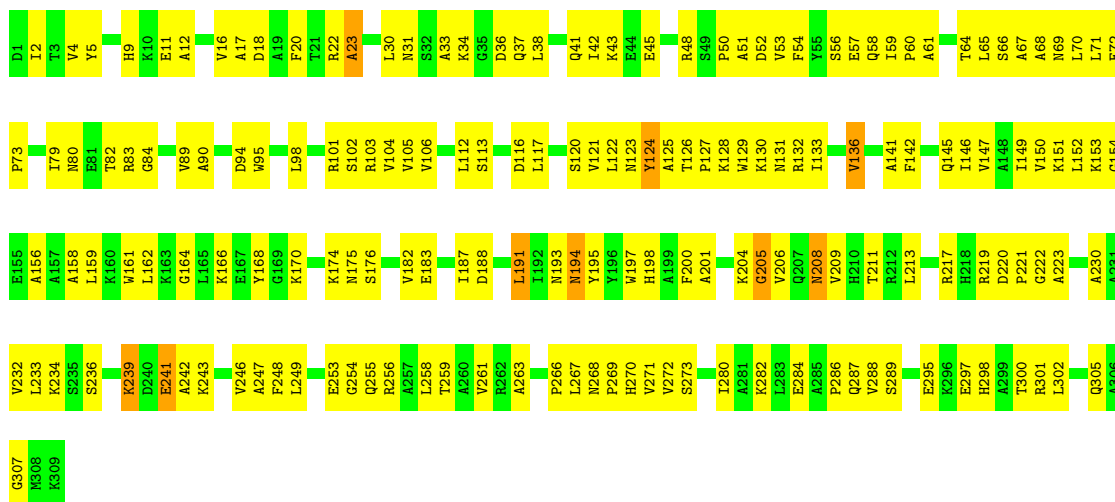 D1 I2 T3 V4 Y5 H9 K10 E11 A12 V16 A17 D18 A19 F20 T21 R22 A23 L30 N31 S32 A33 K34 G35 D36 Q37 L38 Q41 I42 K43 E44 E45 R48 S49 P50 A51 D52 V53 F54 Y55 S56 E57 Q58 I59 P60 A61 T64 L65 S66 A67 A68 N69 L70 L71
P73 I79 N80 E81 T82 R83 G84 V89 A90 D94 W95 L98 R101 S102 R103 V104 V105 V106 L112 S113 D116 L117 S120 V121 L122 N123 Y124 A125 T126 P127 K128 W129 K130 N131 R132 I133 V136 A141 F142 Q145 I146 V147 A148 I149 V150 K151 L152 K153 G154
E155 A156 A157 A158 L159 K160 W161 L162 K163 G164 L165 K166 E167 Y168 G169 K170 K174 N175 S176 V182 E183 I187 D188 L191 I192 N193 N194 Y195 Y196 W197 H198 A199 F200 A201 K204 G205 V206 Q207 N208 V209 H210 T211 R212 L213 R217 H218 R219 D220 P221 G222 A223 A230 A231
V232 L233 K234 S235 S236 K239 D240 E241 A242 K243 V246 A247 F248 L249 E253 G254 Q255 R256 A257 L258 T259 A260 V261 R262 A263 P266 L267 N268 P269 H270 V271 V272 S273 I280 A281 K282 L283 E284 A285 P286 Q287 V288 S289 E295 K296 E297 H298 A299 T300 R301 L302 Q305 A306
G307 M308 K309